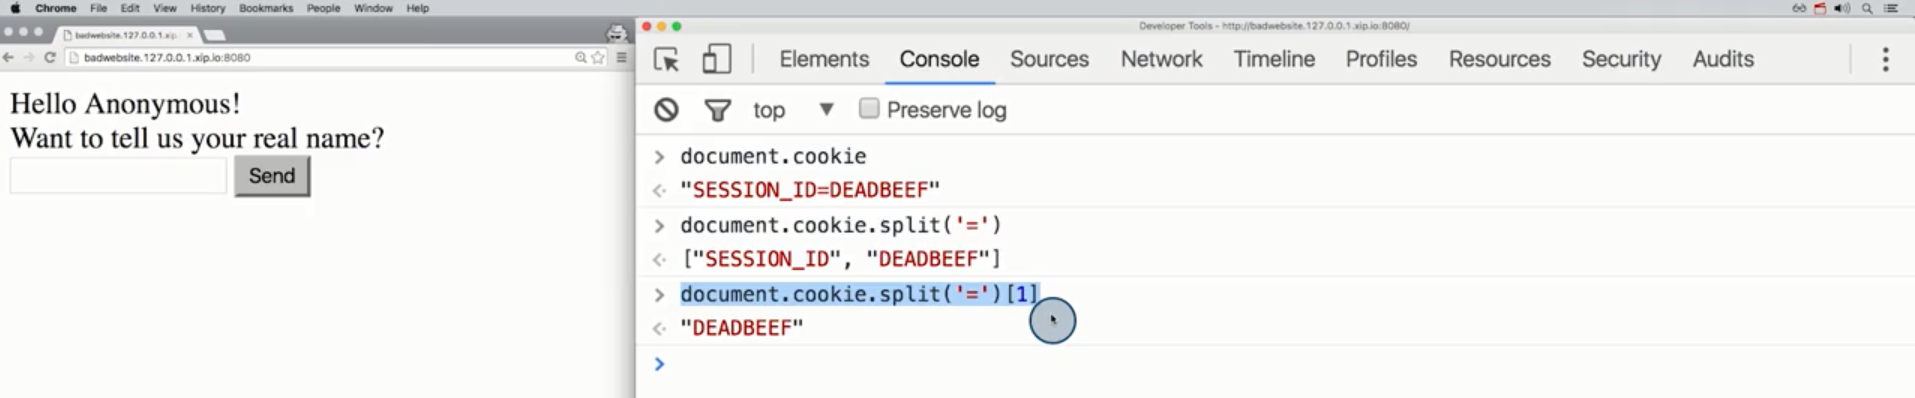 Chrome File Edit View History Bookmarks People Window Help
badwebsite.127.0.0.1.xip.
badwebsite.127.0.0.1.xip.io:8080
Hello Anonymous!
Want to tell us your real name?
Send
Developer Tools - http://badwebsite.127.0.0.1.xip.io:8080/
Elements Console Sources Network Timeline Profiles Resources Security Audits
top Preserve log
> document.cookie
"SESSION_ID=DEADBEEF"
> document.cookie.split('=')
["SESSION_ID", "DEADBEEF"]
> document.cookie.split('=')[1]
"DEADBEEF"
>